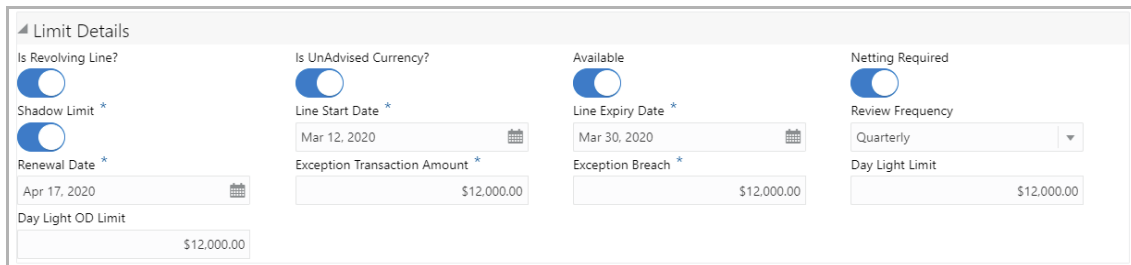 Limit Details
Is Revolving Line? Is UnAdvised Currency? Available Netting Required
Shadow Limit * Line Start Date * Line Expiry Date * Review Frequency
Mar 12, 2020 Mar 30, 2020 Quarterly
Renewal Date * Exception Transaction Amount * Exception Breach * Day Light Limit
Apr 17, 2020 $12,000.00 $12,000.00 $12,000.00
Day Light OD Limit
$12,000.00